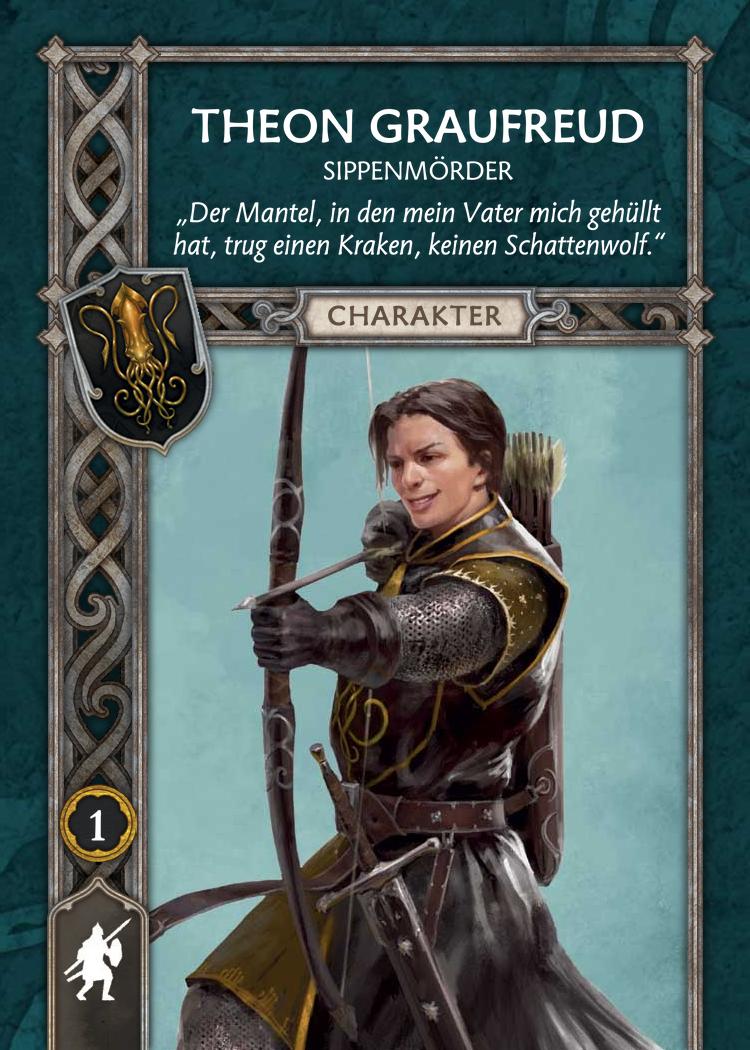 THEON GRAUFREUD
SIPPENMÖRDER
„Der Mantel, in den mein Vater mich gehüllt
hat, trug einen Kraken, keinen Schattenwolf.“
CHARAKTER
1